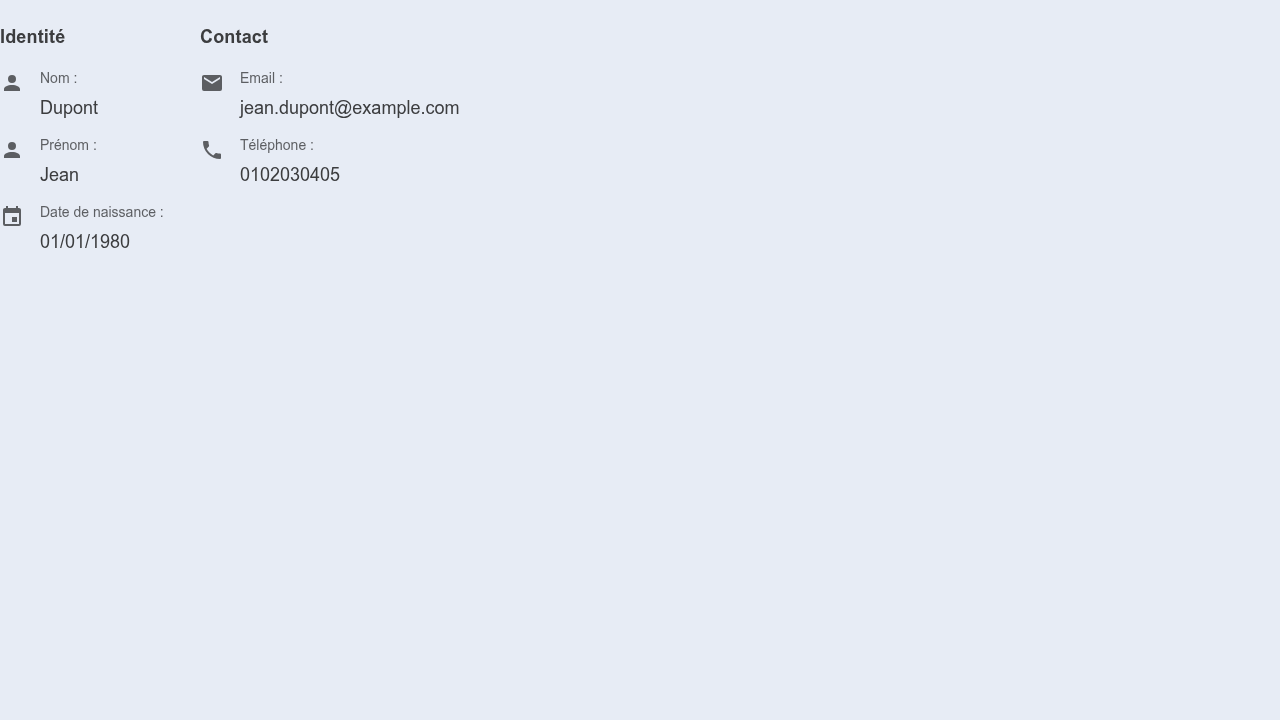 Identité
Nom :
Dupont
Prénom :
Jean
Date de naissance :
01/01/1980
Contact
Email :
jean.dupont@example.com
Téléphone :
0102030405